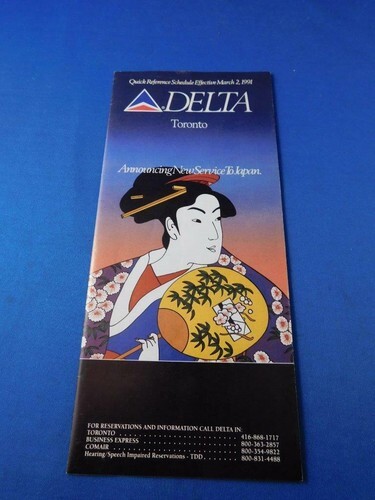 Quick Reference Schedule Effective March 2, 1991
DELTA
Toronto
Announcing New Service To Japan.
FOR RESERVATIONS AND INFORMATION CALL DELTA IN:
TORONTO . . . . . . . . . . . . . . . . . . . . 416-868-1717
BUSINESS EXPRESS . . . . . . . . . . . . . . . . 800-363-2857
COMAIR . . . . . . . . . . . . . . . . . . . . . 800-354-9822
Hearing/Speech Impaired Reservations - TDD . . . . . . . 800-831-4488